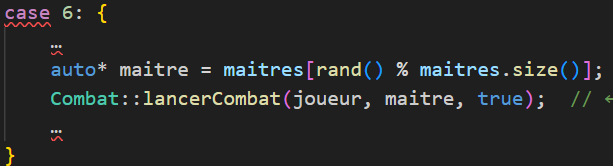 case 6: {
…
auto* maitre = maitres[rand() % maitres.size()];
Combat::lancerCombat(joueur, maitre, true);  // ←
…
}